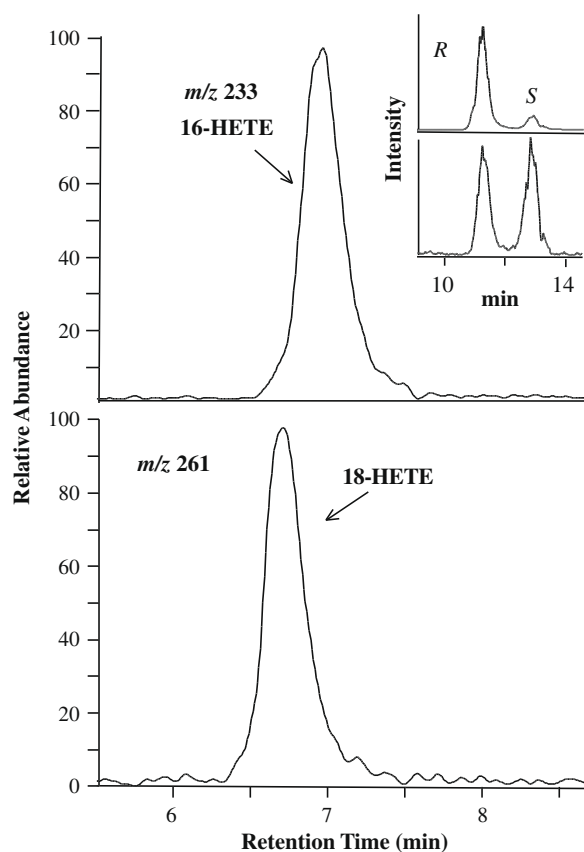 100
80
60
40
20
m/z 233
16-HETE
R
S
Intensity
10
14
min
Relative Abundance
100
80
60
40
20
0
m/z 261
18-HETE
6
7
8
Retention Time (min)